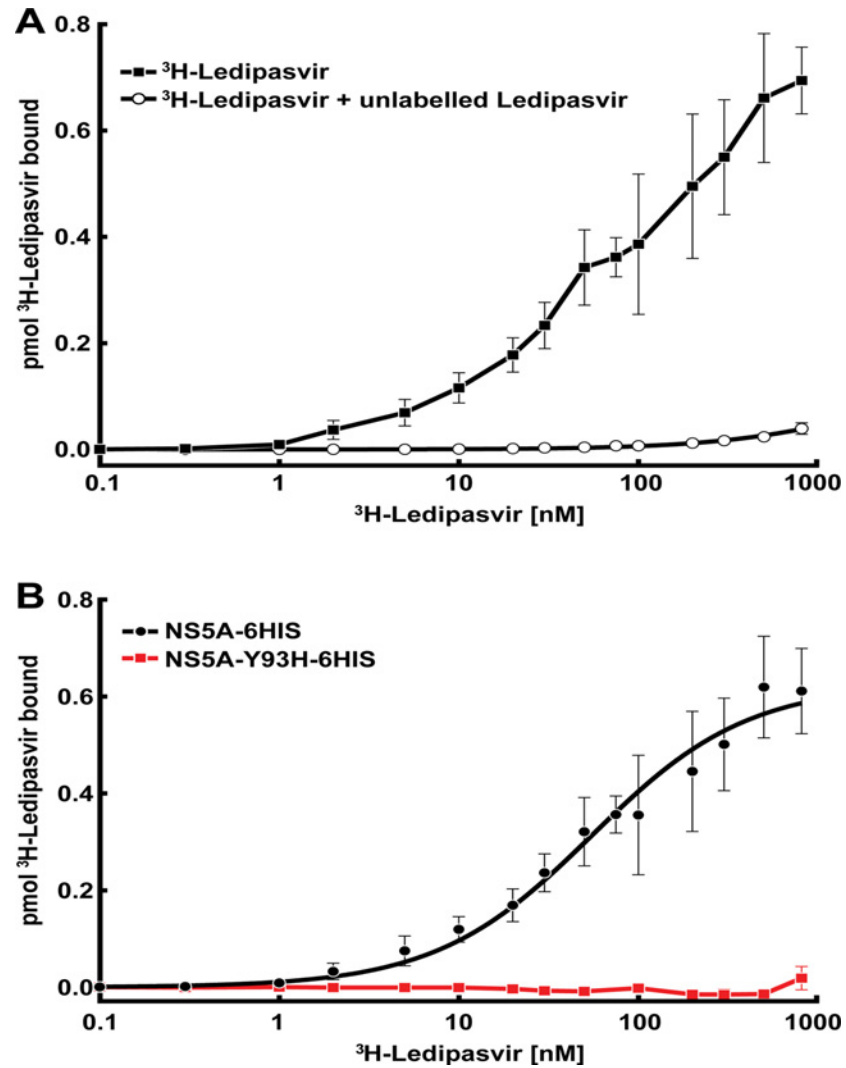 A
³H-Ledipasvir
³H-Ledipasvir + unlabelled Ledipasvir
pmol ³H-Ledipasvir bound
0.8
0.6
0.4
0.2
0.0
0.1
1
10
100
1000
³H-Ledipasvir [nM]
B
NS5A-6HIS
NS5A-Y93H-6HIS
pmol ³H-Ledipasvir bound
0.8
0.6
0.4
0.2
0.0
0.1
1
10
100
1000
³H-Ledipasvir [nM]